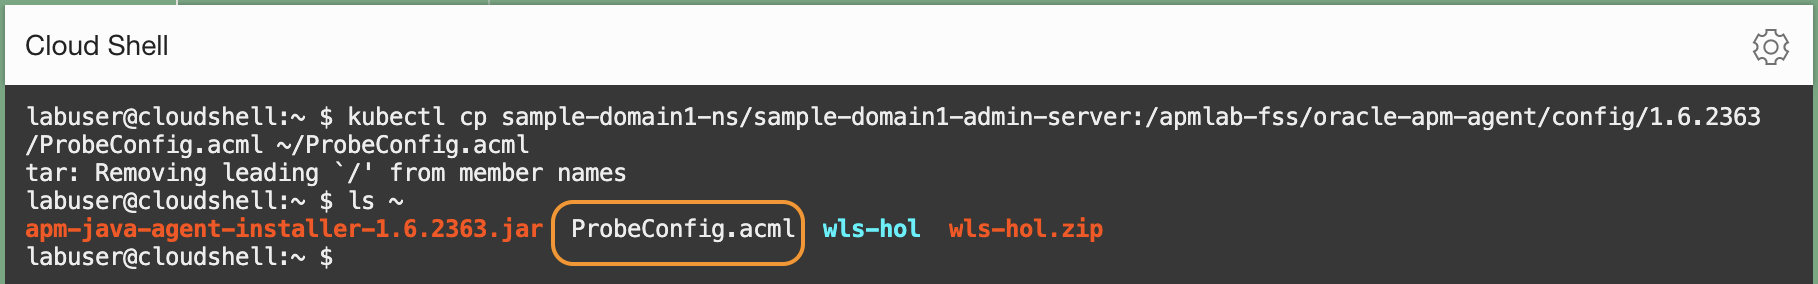 Cloud Shell
labuser@cloudshell:~ $ kubectl cp sample-domain1-ns/sample-domain1-admin-server:/apmlab-fss/oracle-apm-agent/config/1.6.2363
/ProbeConfig.acml ~/ProbeConfig.acml
tar: Removing leading `/' from member names
labuser@cloudshell:~ $ ls ~
apm-java-agent-installer-1.6.2363.jar  ProbeConfig.acml  wls-hol  wls-hol.zip
labuser@cloudshell:~ $